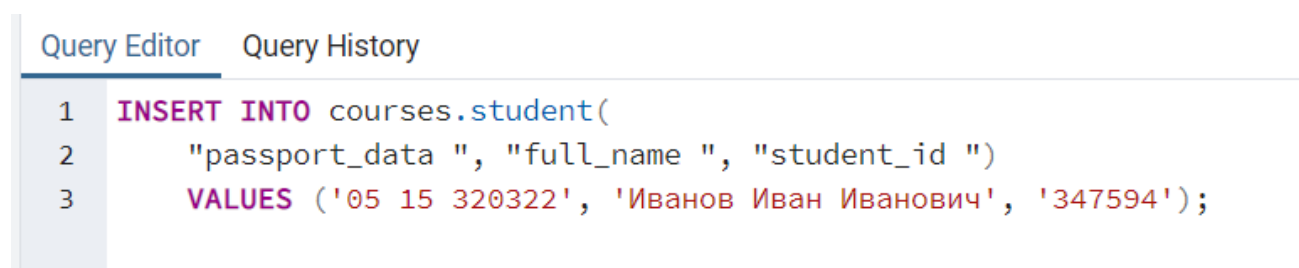 Query Editor Query History
1 INSERT INTO courses.student(
2 "passport_data ", "full_name ", "student_id ")
3 VALUES ('05 15 320322', 'Иванов Иван Иванович', '347594');